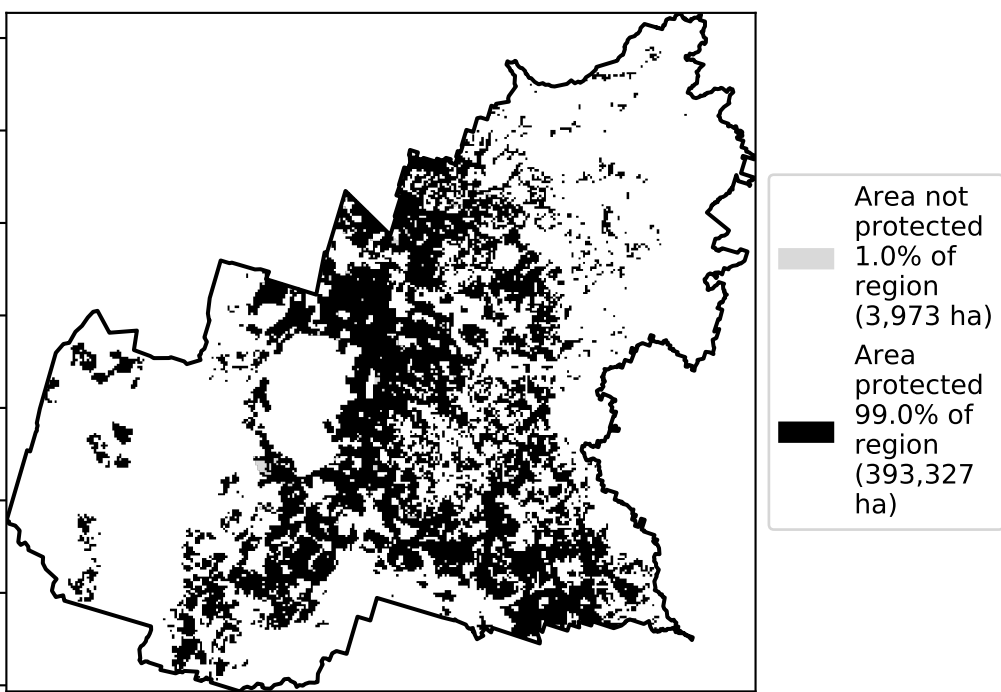 Area not
protected
1.0% of
region
(3,973 ha)
Area
protected
99.0% of
region
(393,327
ha)